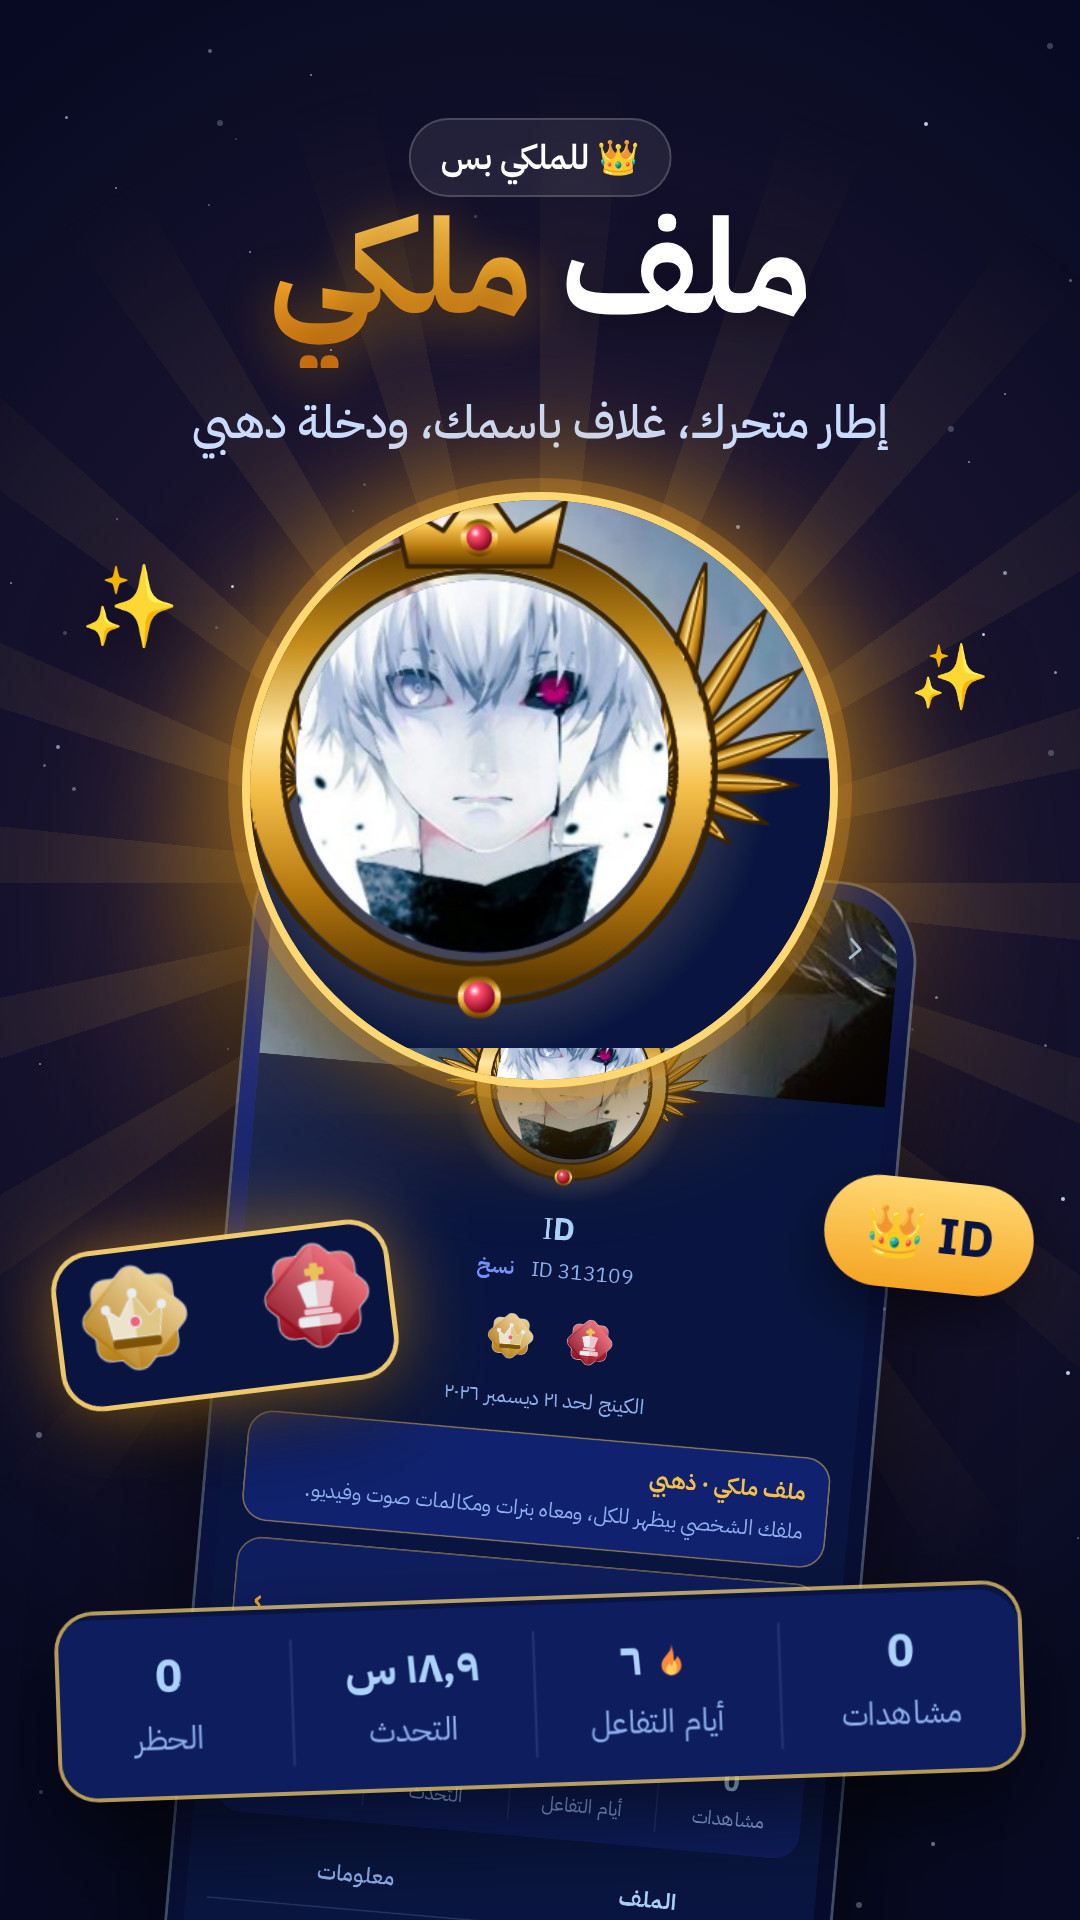 للملكي بس 👑
ملف ملكي
إطار متحرك، غلاف باسمك، ودخلة دهبي
ID
ID 313109 نسخ
👑 ID
الكينج لحد ٢١ ديسمبر ٢٠٢٦
ملف ملكي · ذهبي
ملفك الشخصي بيظهر للكل، ومعاه بنرات ومكالمات صوت وفيديو.
0 ٦ 🔥 ١٨,٩ س 0
مشاهدات أيام التفاعل التحدث الحظر
0
مشاهدات أيام التفاعل التحدث
الملف معلومات